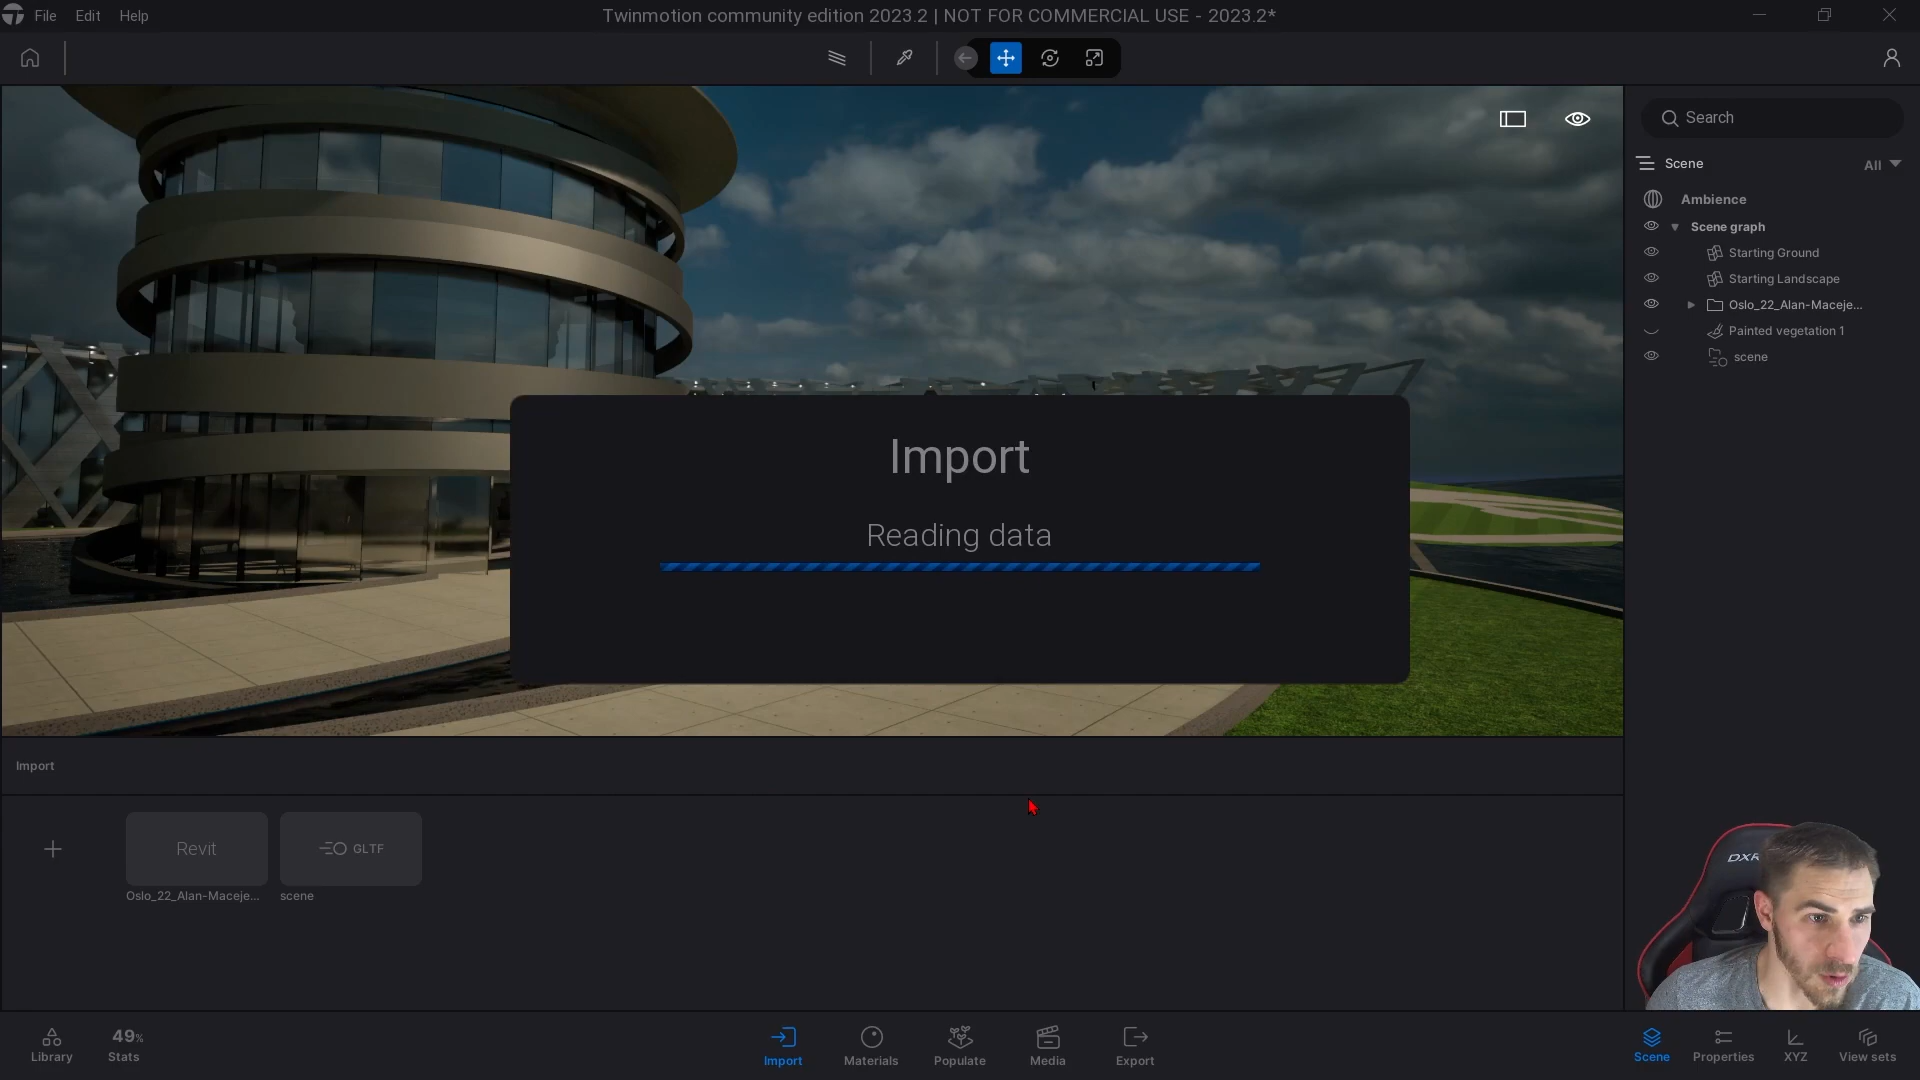 File Edit Help
Twinmotion community edition 2023.2 | NOT FOR COMMERCIAL USE - 2023.2*
Search
Scene
All
Ambience
Scene graph
Starting Ground
Starting Landscape
Oslo_22_Alan-Maceje...
Painted vegetation 1
scene
Import
Reading data
Import
Revit
GLTF
Oslo_22_Alan-Maceje...
scene
DXR
49%
Library
Stats
Import
Materials
Populate
Media
Export
Scene
Properties
XYZ
View sets